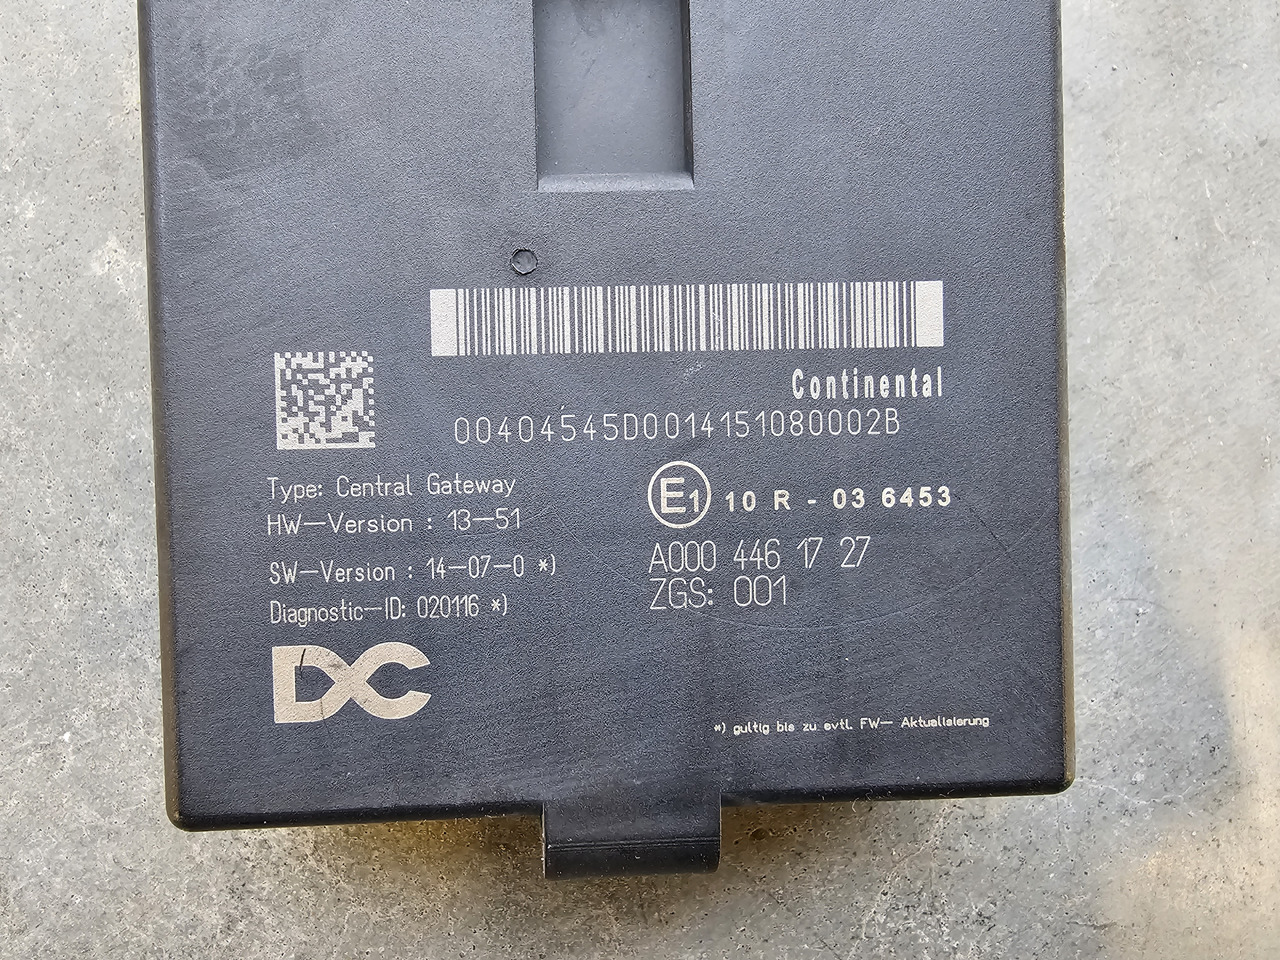 Continental
00404545D0014151080002B
Type: Central Gateway
HW-Version : 13-51
SW-Version : 14-07-0 *)
Diagnostic-ID: 020116 *)
E1 10 R - 03 6453
A000 446 17 27
ZGS: 001
DC
*) gultig bis zu evtl. FW- Aktualisierung